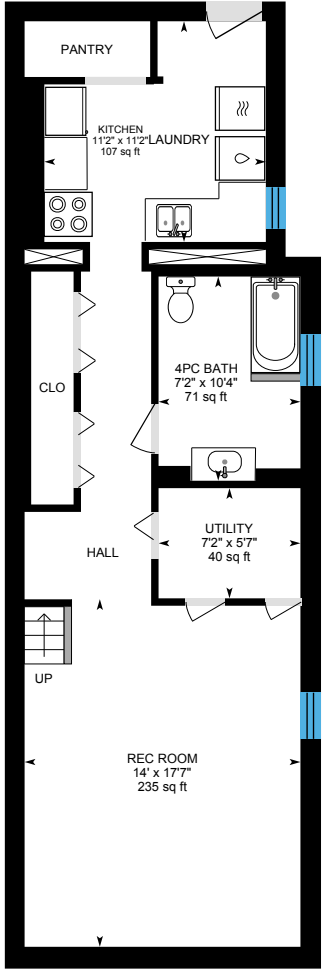 PANTRY
KITCHEN
11'2" x 11'2"
107 sq ft
LAUNDRY
CLO
4PC BATH
7'2" x 10'4"
71 sq ft
UTILITY
7'2" x 5'7"
40 sq ft
HALL
UP
REC ROOM
14' x 17'7"
235 sq ft